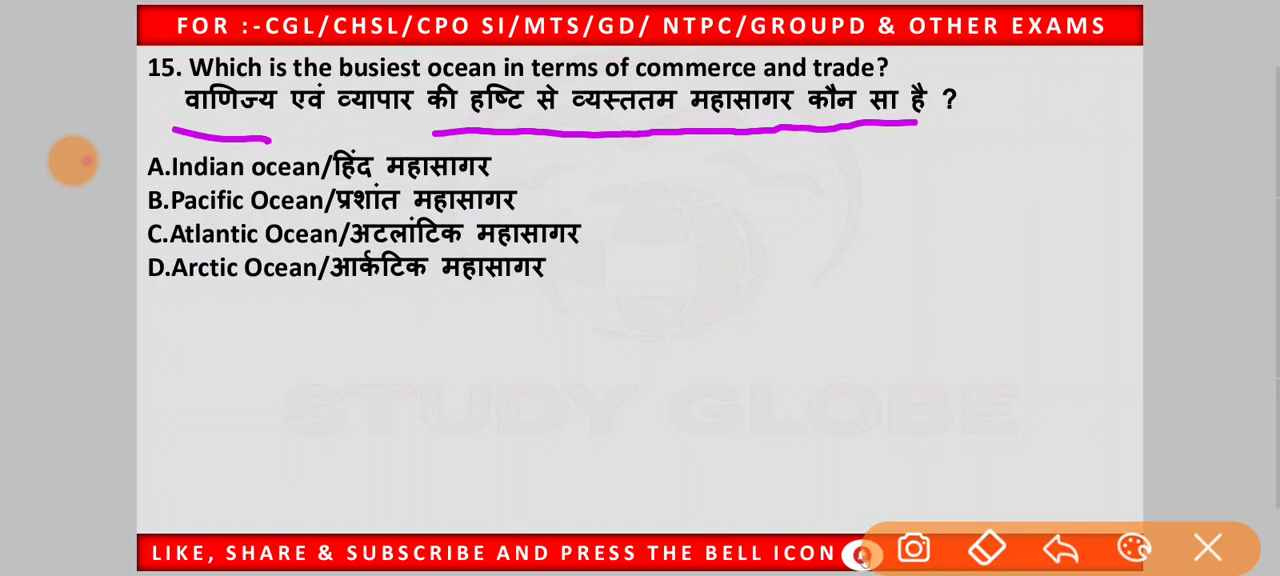 FOR :-CGL/CHSL/CPO SI/MTS/GD/ NTPC/GROUPD & OTHER EXAMS
15. Which is the busiest ocean in terms of commerce and trade?
वाणिज्य एवं व्यापार की हष्टि से व्यस्ततम महासागर कौन सा है ?
A.Indian ocean/हिंद महासागर
B.Pacific Ocean/प्रशांत महासागर
C.Atlantic Ocean/अटलांटिक महासागर
D.Arctic Ocean/आर्कटिक महासागर
STUDY GLOBE
LIKE, SHARE & SUBSCRIBE AND PRESS THE BELL ICON